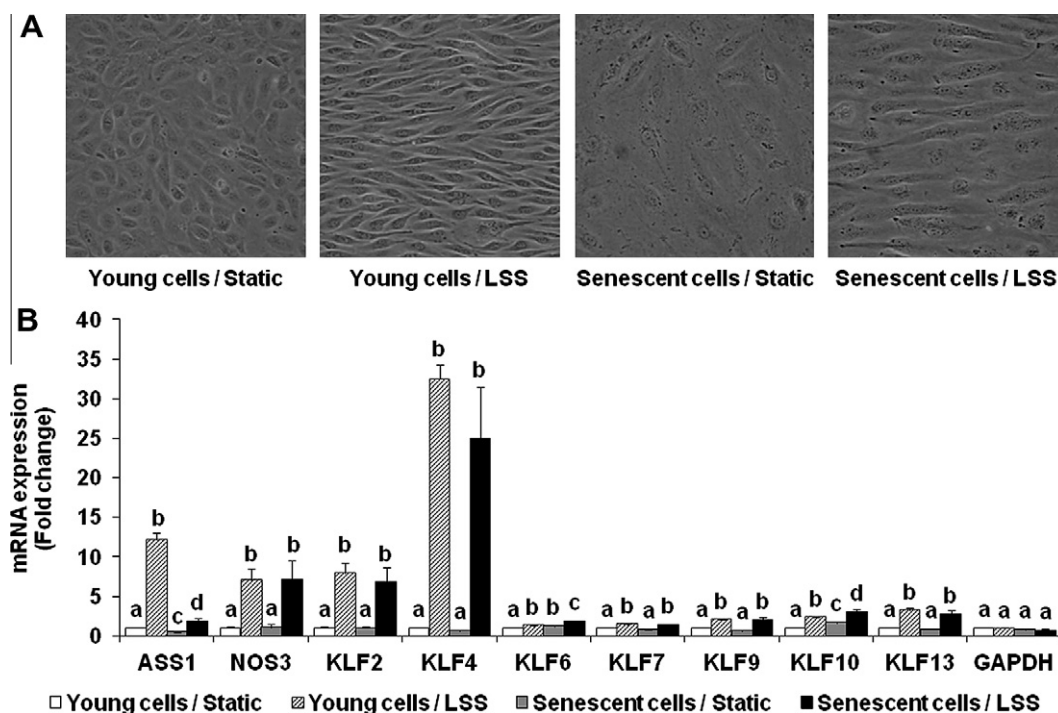 A
Young cells / Static Young cells / LSS Senescent cells / Static Senescent cells / LSS
B
mRNA expression
(Fold change)
40
35
30
25
20
15
10
5
0
a b c d a b a b a b a b a b a b a b b c a b a b a b a b a b c d a b a b a a a a
ASS1 NOS3 KLF2 KLF4 KLF6 KLF7 KLF9 KLF10 KLF13 GAPDH
Young cells / Static Young cells / LSS Senescent cells / Static Senescent cells / LSS